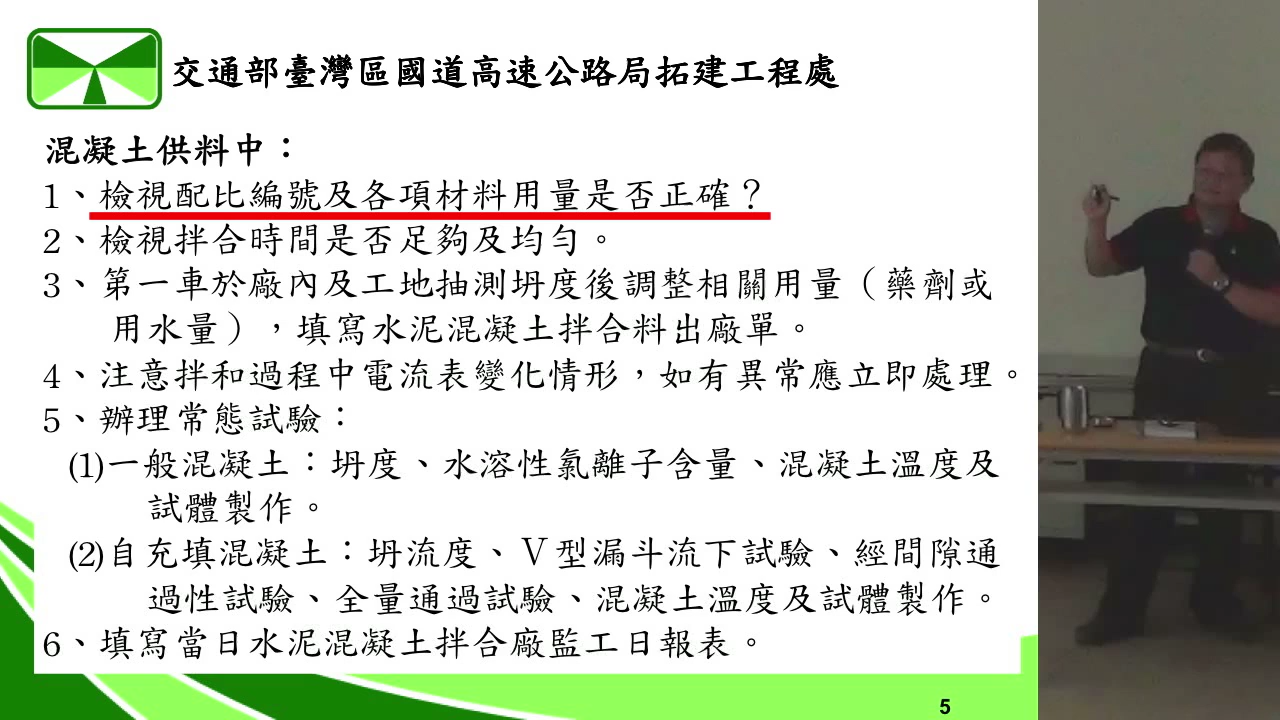 交通部臺灣區國道高速公路局拓建工程處
混凝土供料中：
1、檢視配比編號及各項材料用量是否正確？
2、檢視拌合時間是否足夠及均勻。
3、第一車於廠內及工地抽測坍度後調整相關用量（藥劑或
用水量），填寫水泥混凝土拌合料出廠單。
4、注意拌和過程中電流表變化情形，如有異常應立即處理。
5、辦理常態試驗：
(1)一般混凝土：坍度、水溶性氯離子含量、混凝土溫度及
試體製作。
(2)自充填混凝土：坍流度、Ｖ型漏斗流下試驗、經間隙通
過性試驗、全量通過試驗、混凝土溫度及試體製作。
6、填寫當日水泥混凝土拌合廠監工日報表。
5